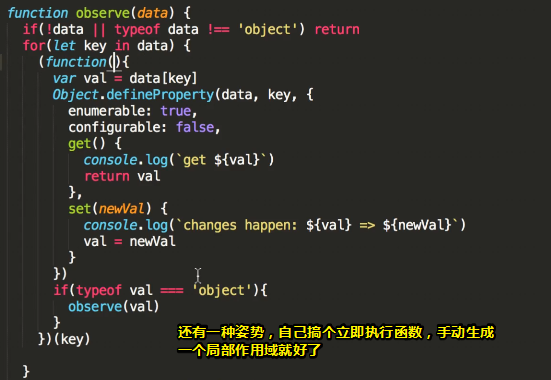 function observe(data) {
  if(!data || typeof data !== 'object') return
  for(let key in data) {
    (function(){
      var val = data[key]
      Object.defineProperty(data, key, {
        enumerable: true,
        configurable: false,
        get() {
          console.log(`get ${val}`)
          return val
        },
        set(newVal) {
          console.log(`changes happen: ${val} => ${newVal}`)
          val = newVal
        }
      })
      if(typeof val === 'object'){
        observe(val)
      }
    })(key)
  }
还有一种姿势，自己搞个立即执行函数，手动生成
一个局部作用域就好了